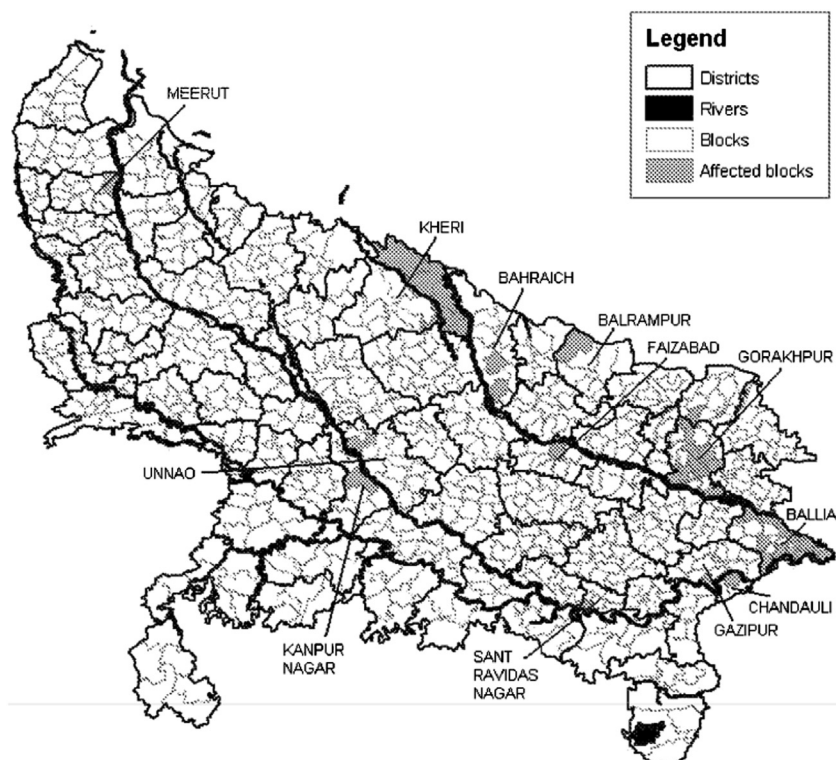 Legend
Districts
Rivers
Blocks
Affected blocks
MEERUT
KHERI
BAHRAICH
BALRAMPUR
FAIZABAD
GORAKHPUR
UNNAO
BALLIA
CHANDAULI
GAZIPUR
KANPUR
NAGAR
SANT
RAVIDAS
NAGAR